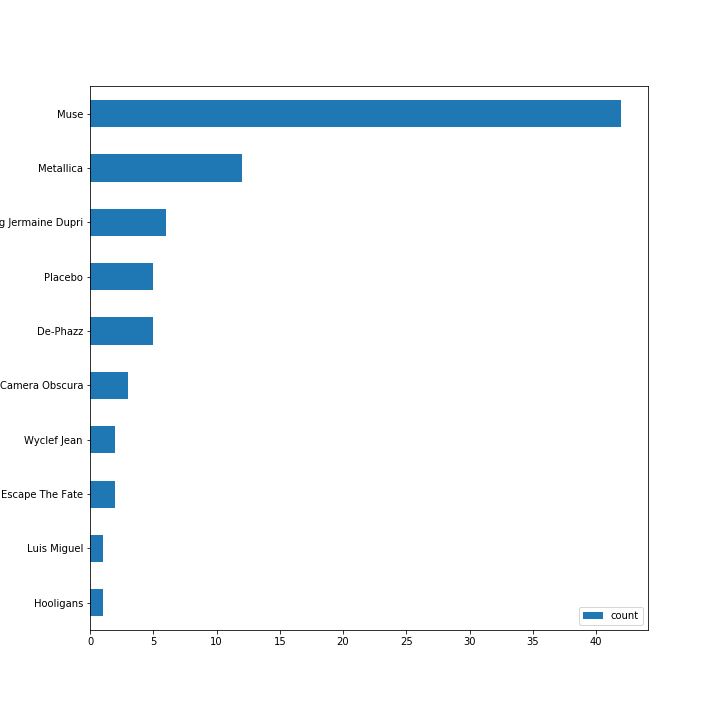 Muse
Metallica
g Jermaine Dupri
Placebo
De-Phazz
Camera Obscura
Wyclef Jean
Escape The Fate
Luis Miguel
Hooligans
count
0 5 10 15 20 25 30 35 40